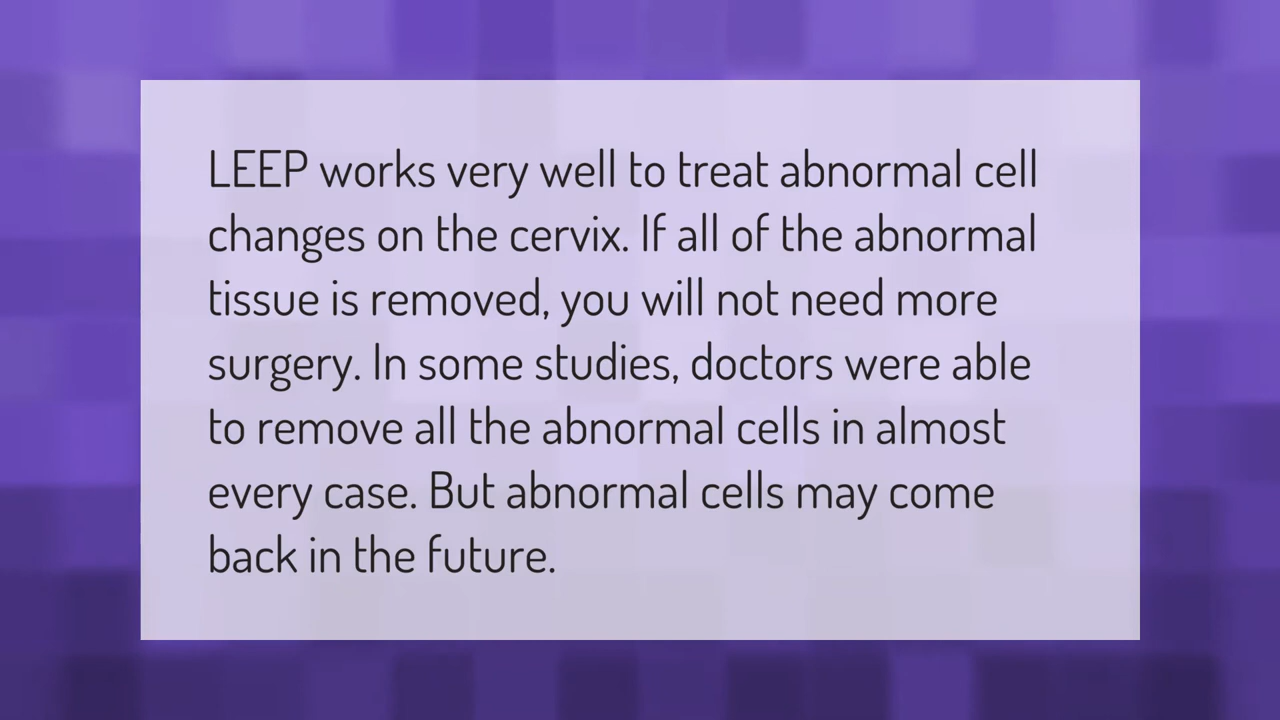 LEEP works very well to treat abnormal cell
changes on the cervix. If all of the abnormal
tissue is removed, you will not need more
surgery. In some studies, doctors were able
to remove all the abnormal cells in almost
every case. But abnormal cells may come
back in the future.